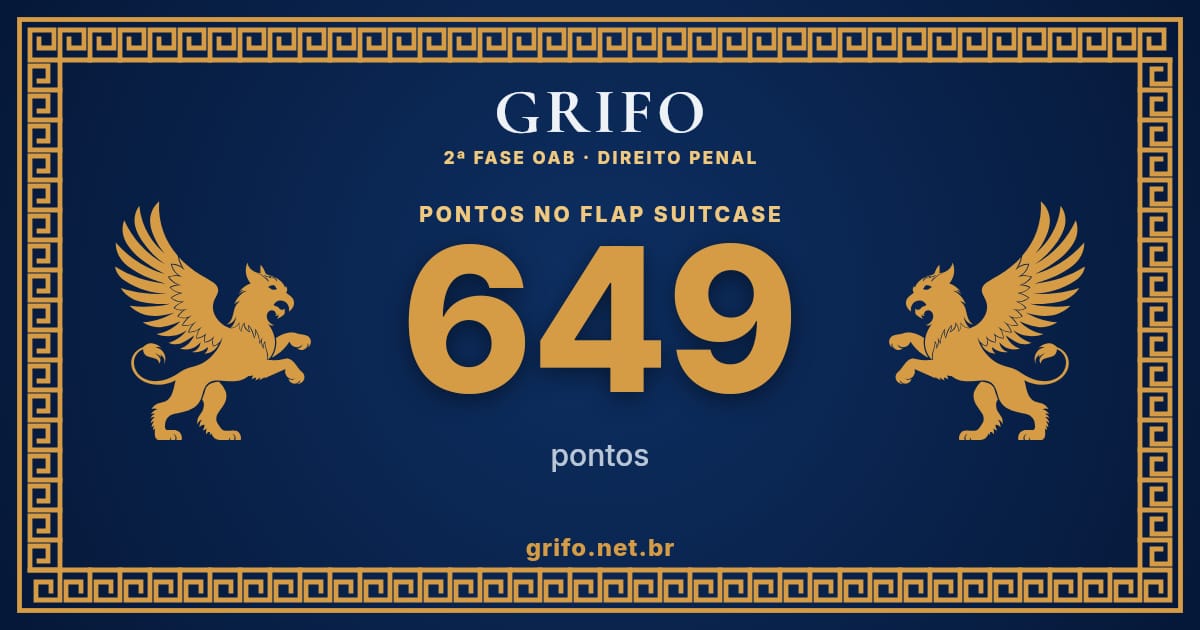 GRIFO
2ª FASE OAB · DIREITO PENAL
PONTOS NO FLAP SUITCASE
649
pontos
grifo.net.br